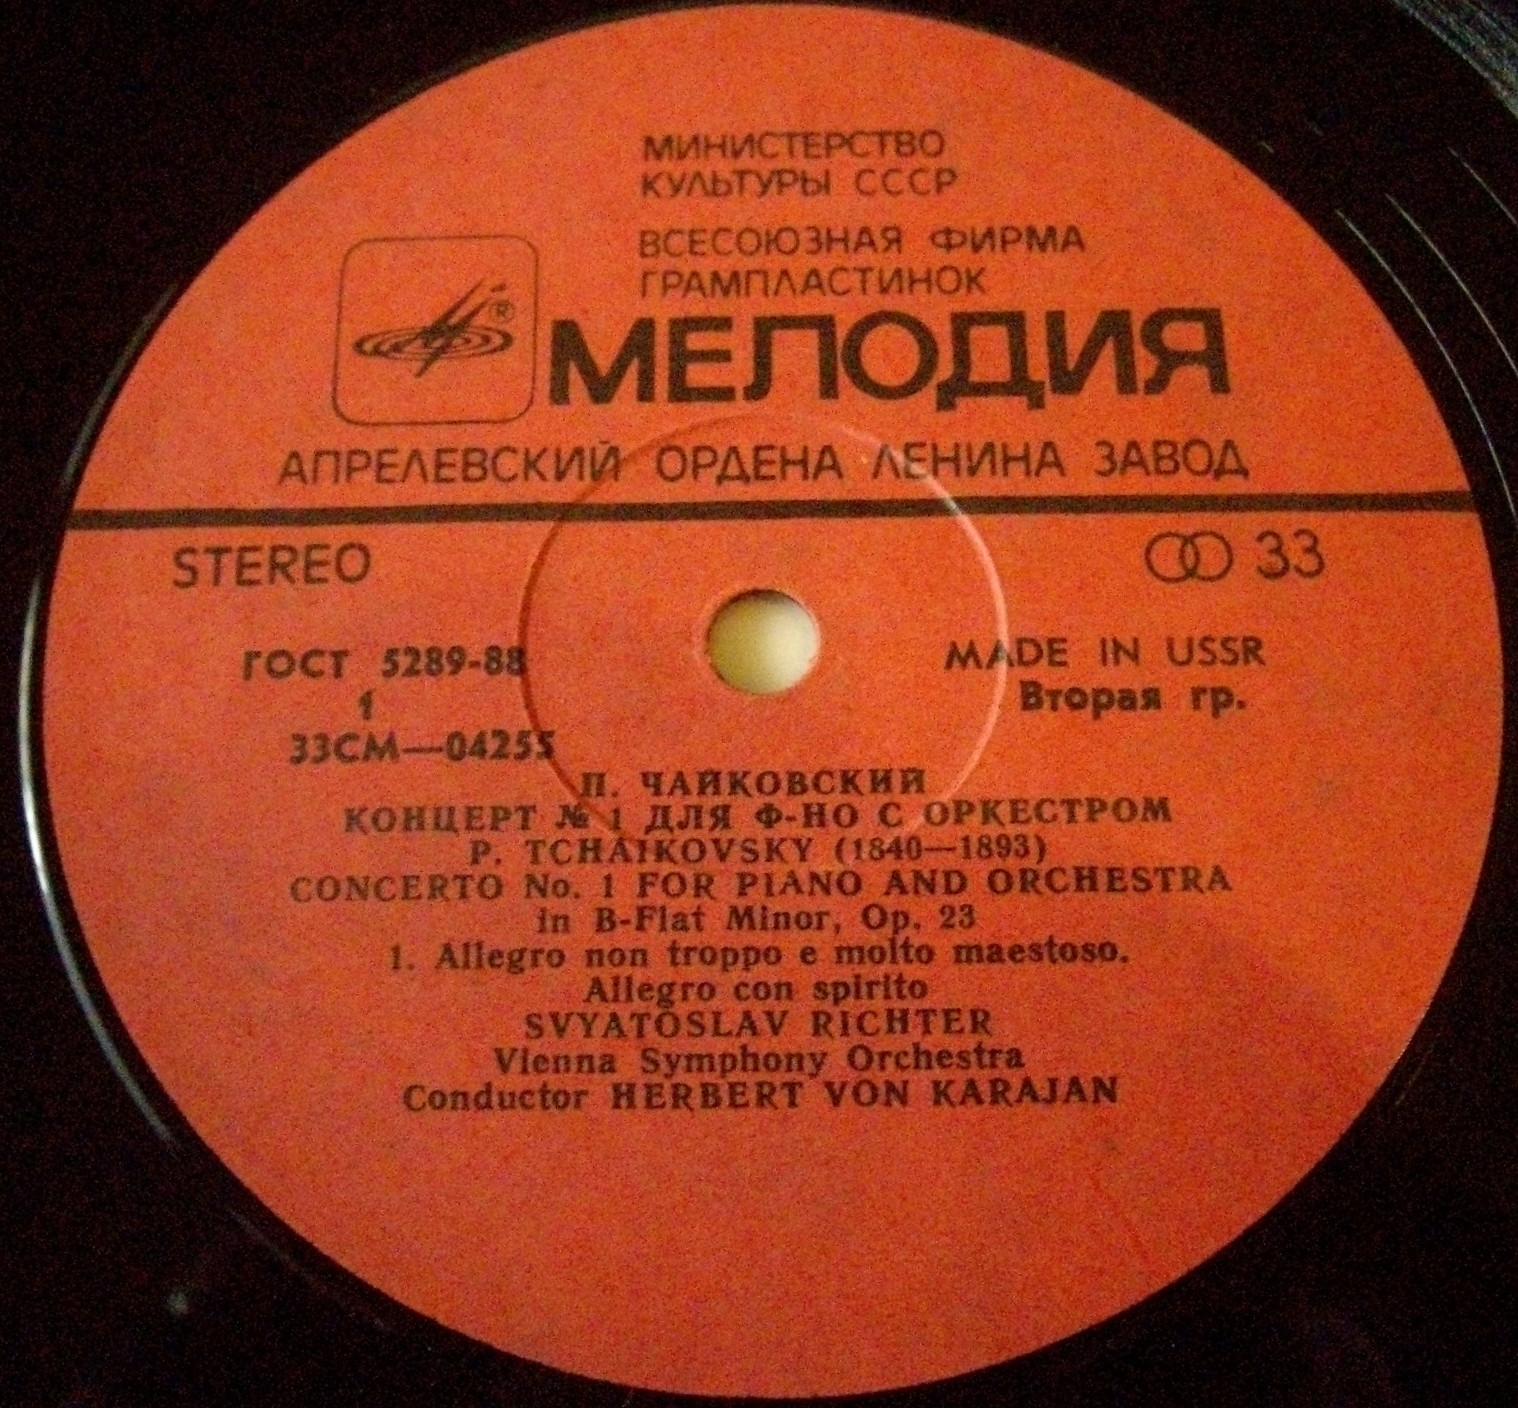 МИНИСТЕРСТВО
КУЛЬТУРЫ СССР
ВСЕСОЮЗНАЯ ФИРМА
ГРАМПЛАСТИНОК
®
МЕЛОДИЯ
АПРЕЛЕВСКИЙ ОРДЕНА ЛЕНИНА ЗАВОД
STEREO
33
ГОСТ 5289-88
MADE IN USSR
1
Вторая гр.
33СМ—04255
П. ЧАЙКОВСКИЙ
КОНЦЕРТ № 1 ДЛЯ Ф-НО С ОРКЕСТРОМ
P. TCHAIKOVSKY (1840—1893)
CONCERTO No. 1 FOR PIANO AND ORCHESTRA
in B-Flat Minor, Op. 23
1. Allegro non troppo e molto maestoso.
Allegro con spirito
SVYATOSLAV RICHTER
Vienna Symphony Orchestra
Conductor HERBERT VON KARAJAN